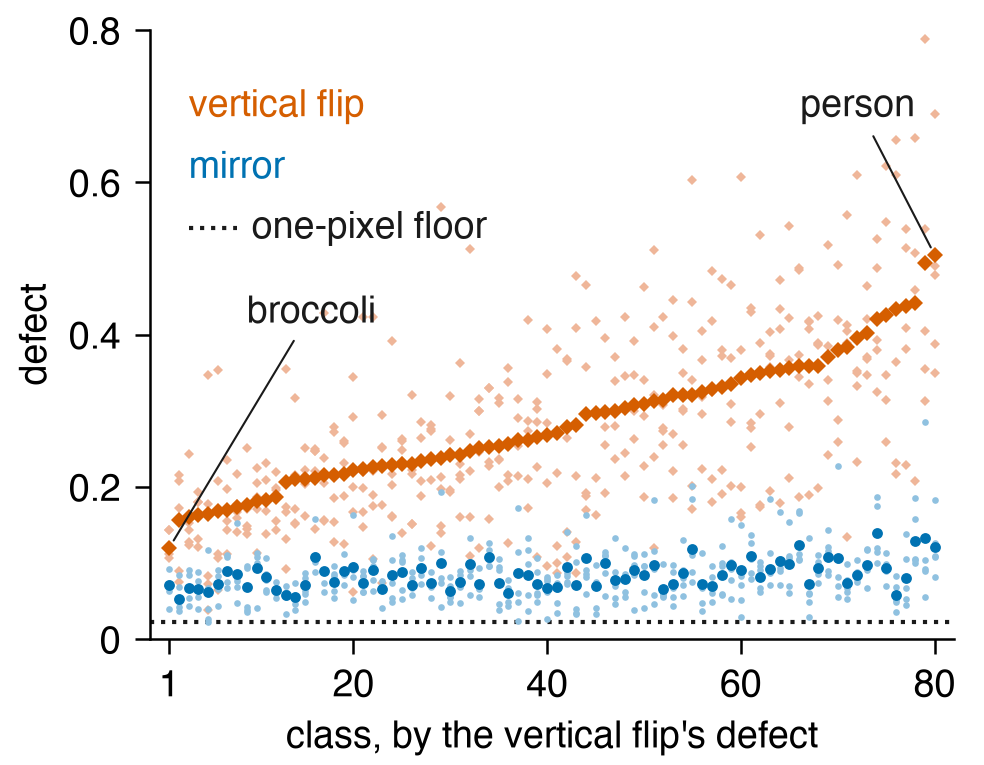 0.8
vertical flip
person
mirror
0.6
one-pixel floor
broccoli
0.4
defect
0.2
0
1
20
40
60
80
class, by the vertical flip's defect